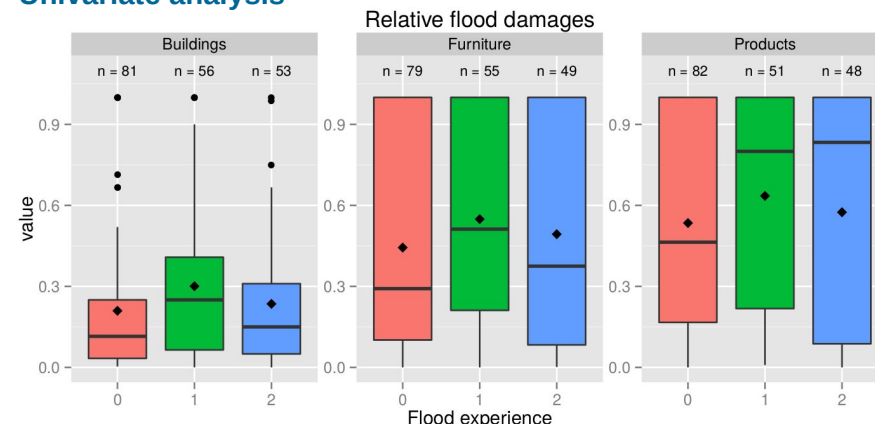 Univariate analysis
Relative flood damages
Buildings
Furniture
Products
n = 81 n = 56 n = 53
n = 79 n = 55 n = 49
n = 82 n = 51 n = 48
value
0.9
0.6
0.3
0.0
0.9
0.6
0.3
0.0
0.9
0.6
0.3
0.0
0 1 2
0 1 2
0 1 2
Flood experience